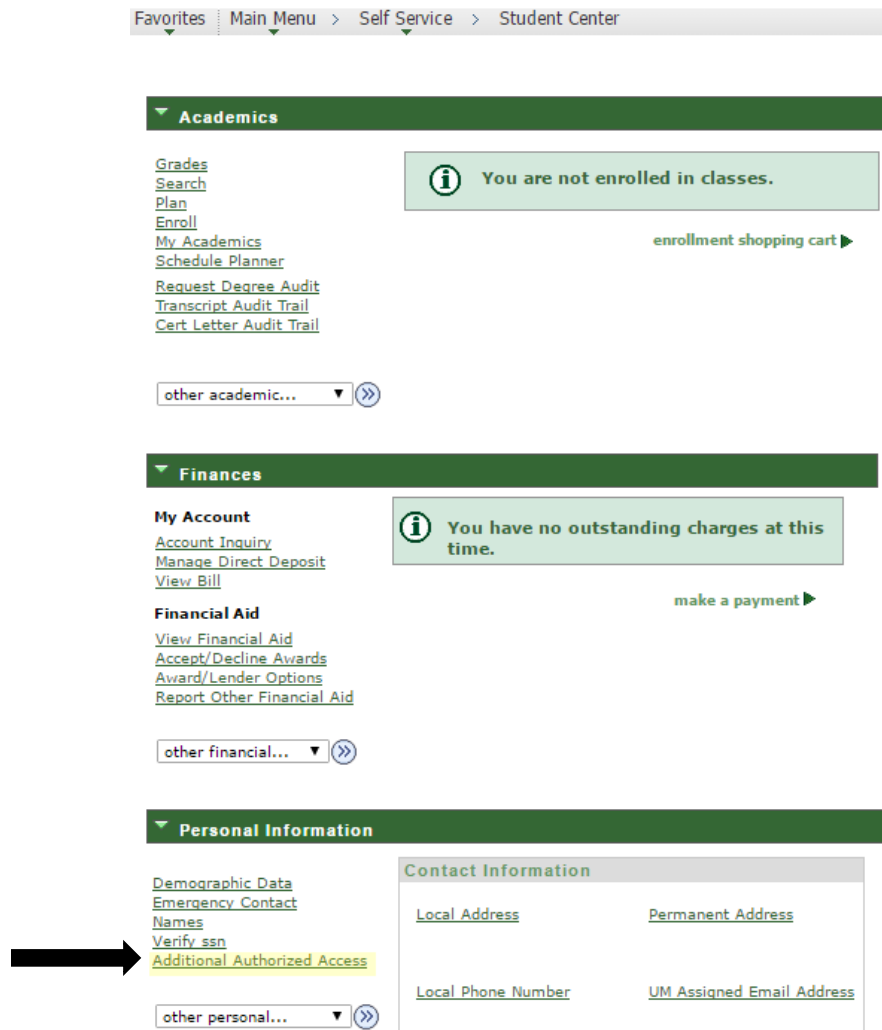 Favorites Main Menu > Self Service > Student Center
Academics
Grades
Search
Plan
Enroll
My Academics
Schedule Planner
Request Degree Audit
Transcript Audit Trail
Cert Letter Audit Trail
other academic...
You are not enrolled in classes.
enrollment shopping cart
Finances
My Account
Account Inquiry
Manage Direct Deposit
View Bill
Financial Aid
View Financial Aid
Accept/Decline Awards
Award/Lender Options
Report Other Financial Aid
other financial...
You have no outstanding charges at this
time.
make a payment
Personal Information
Demographic Data
Emergency Contact
Names
Verify ssn
Additional Authorized Access
other personal...
Contact Information
Local Address Permanent Address
Local Phone Number UM Assigned Email Address